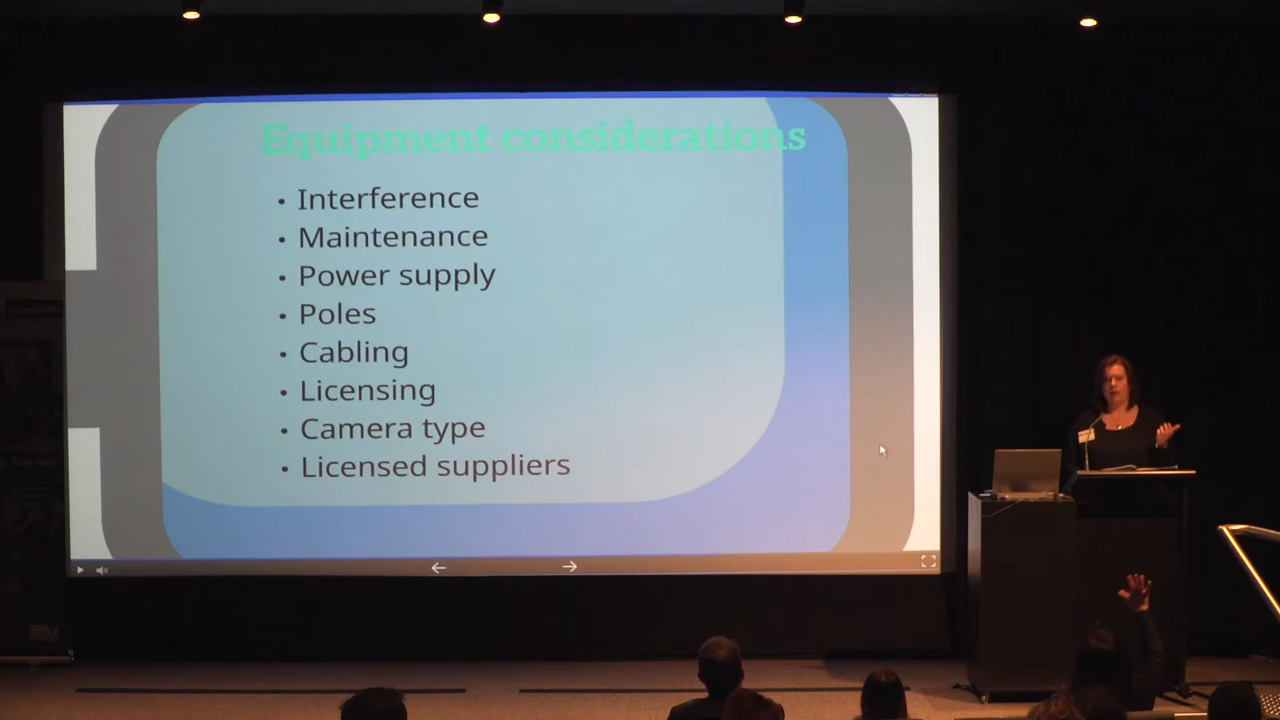 Equipment considerations
• Interference
• Maintenance
• Power supply
• Poles
• Cabling
• Licensing
• Camera type
• Licensed suppliers